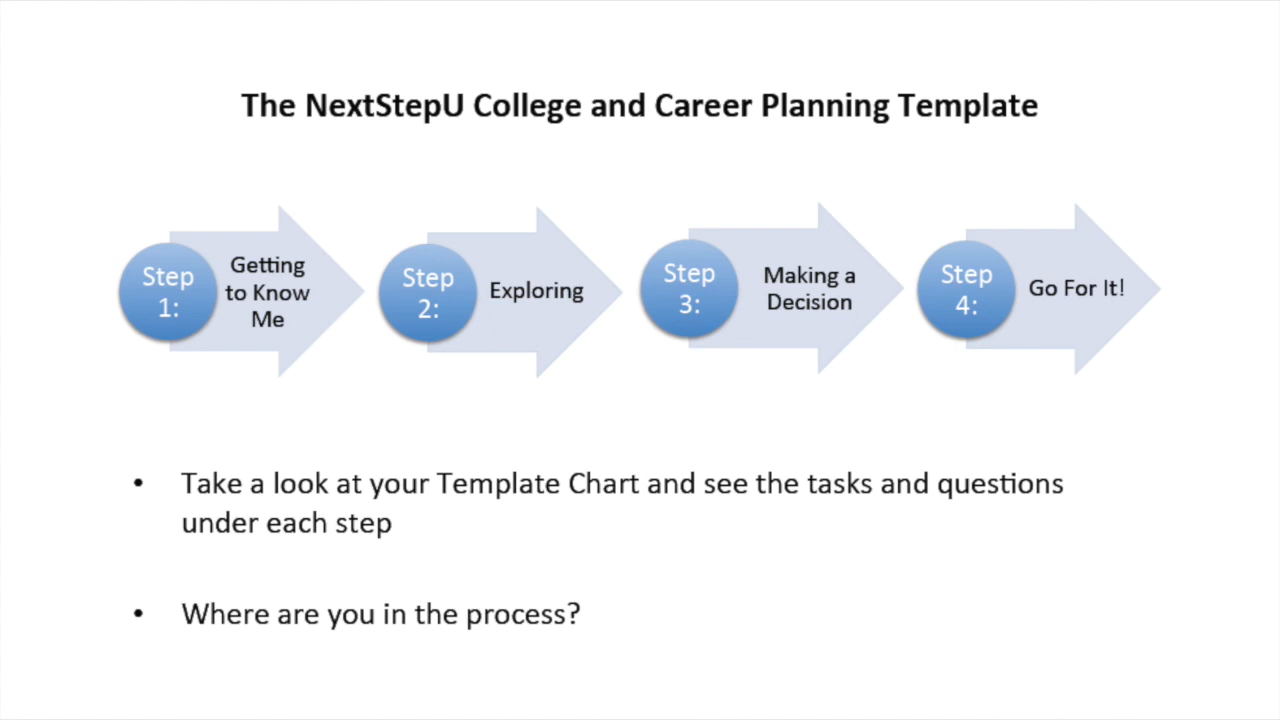 The NextStepU College and Career Planning Template
Step
1:
Getting
to Know
Me
Step
2:
Exploring
Step
3:
Making a
Decision
Step
4:
Go For It!
• Take a look at your Template Chart and see the tasks and questions
under each step
• Where are you in the process?